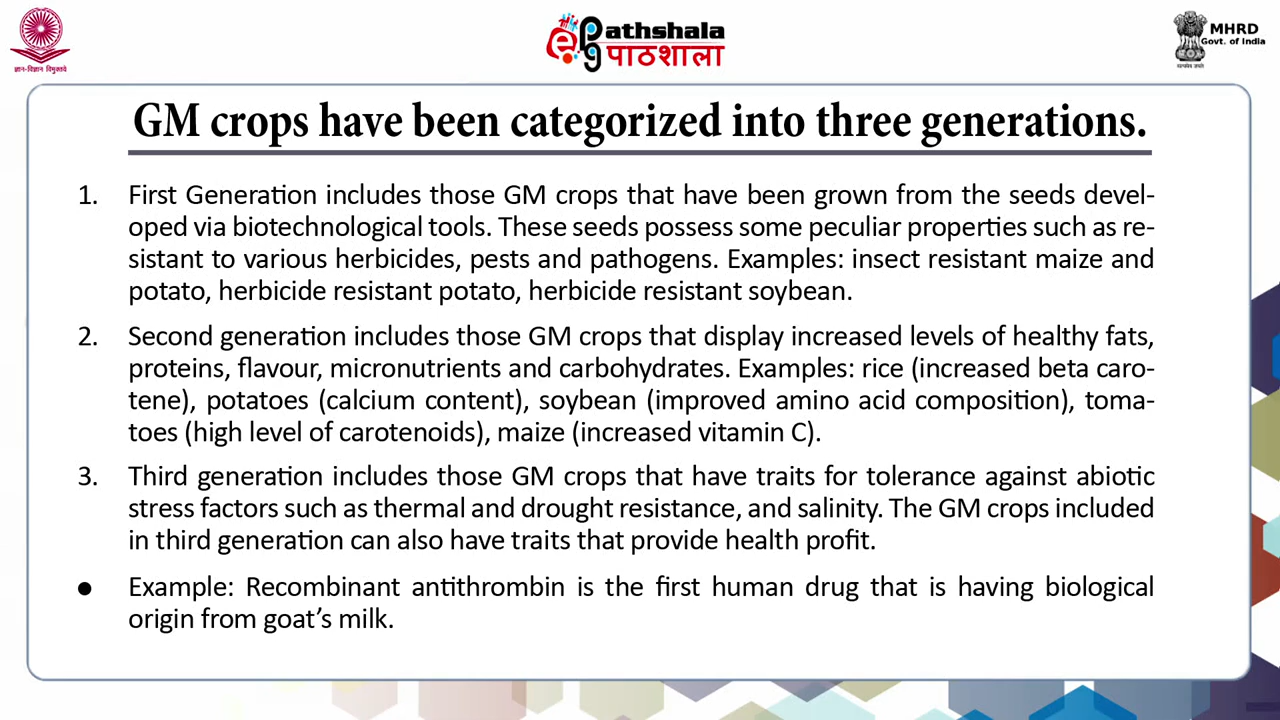 ज्ञान-विज्ञान विमुक्तये
epg Pathshala
पाठशाला
MHRD
Govt. of India
सत्यमेव जयते
GM crops have been categorized into three generations.
1. First Generation includes those GM crops that have been grown from the seeds devel-
oped via biotechnological tools. These seeds possess some peculiar properties such as re-
sistant to various herbicides, pests and pathogens. Examples: insect resistant maize and
potato, herbicide resistant potato, herbicide resistant soybean.
2. Second generation includes those GM crops that display increased levels of healthy fats,
proteins, flavour, micronutrients and carbohydrates. Examples: rice (increased beta caro-
tene), potatoes (calcium content), soybean (improved amino acid composition), toma-
toes (high level of carotenoids), maize (increased vitamin C).
3. Third generation includes those GM crops that have traits for tolerance against abiotic
stress factors such as thermal and drought resistance, and salinity. The GM crops included
in third generation can also have traits that provide health profit.
● Example: Recombinant antithrombin is the first human drug that is having biological
origin from goat’s milk.